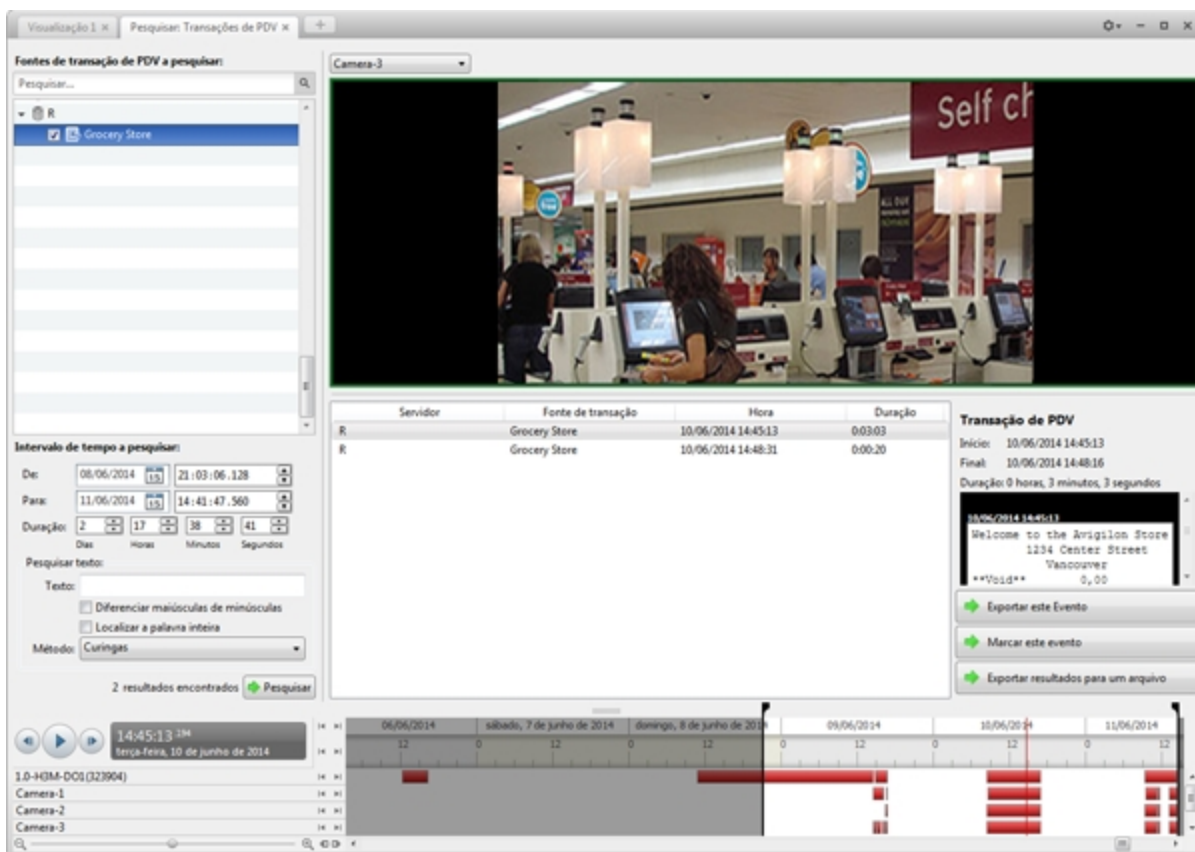 Visualização 1 ×
Pesquisar: Transações de PDV ×
Fontes de transação de PDV a pesquisar:
Pesquisar...
R
Grocery Store
Camera-3
Self ch
free
ALL OUT
Servidor Fonte de transação Hora Duração
R Grocery Store 10/06/2014 14:45:13 0:03:03
R Grocery Store 10/06/2014 14:48:31 0:00:20
Intervalo de tempo a pesquisar:
De: 08/06/2014 15 21:03:06.128
Para: 11/06/2014 15 14:41:47.560
Duração: 2 17 38 41
Dias Horas Minutos Segundos
Pesquisar texto:
Texto:
Diferenciar maiúsculas de minúsculas
Localizar a palavra inteira
Método: Curingas
2 resultados encontrados Pesquisar
Transação de PDV
Início: 10/06/2014 14:45:13
Final: 10/06/2014 14:48:16
Duração: 0 horas, 3 minutos, 3 segundos
10/06/2014 14:45:13
Welcome to the Avigilon Store
1234 Center Street
Vancouver
**Void** 0,00
Exportar este Evento
Marcar este evento
Exportar resultados para um arquivo
14:45:13.294
terça-feira, 10 de junho de 2014
06/06/2014 sábado, 7 de junho de 2014 domingo, 8 de junho de 2014 09/06/2014 10/06/2014 11/06/2014
12 0 12 0 12 0 12 0 12 0 12
1.0-H3M-DO1(323904)
Camera-1
Camera-2
Camera-3